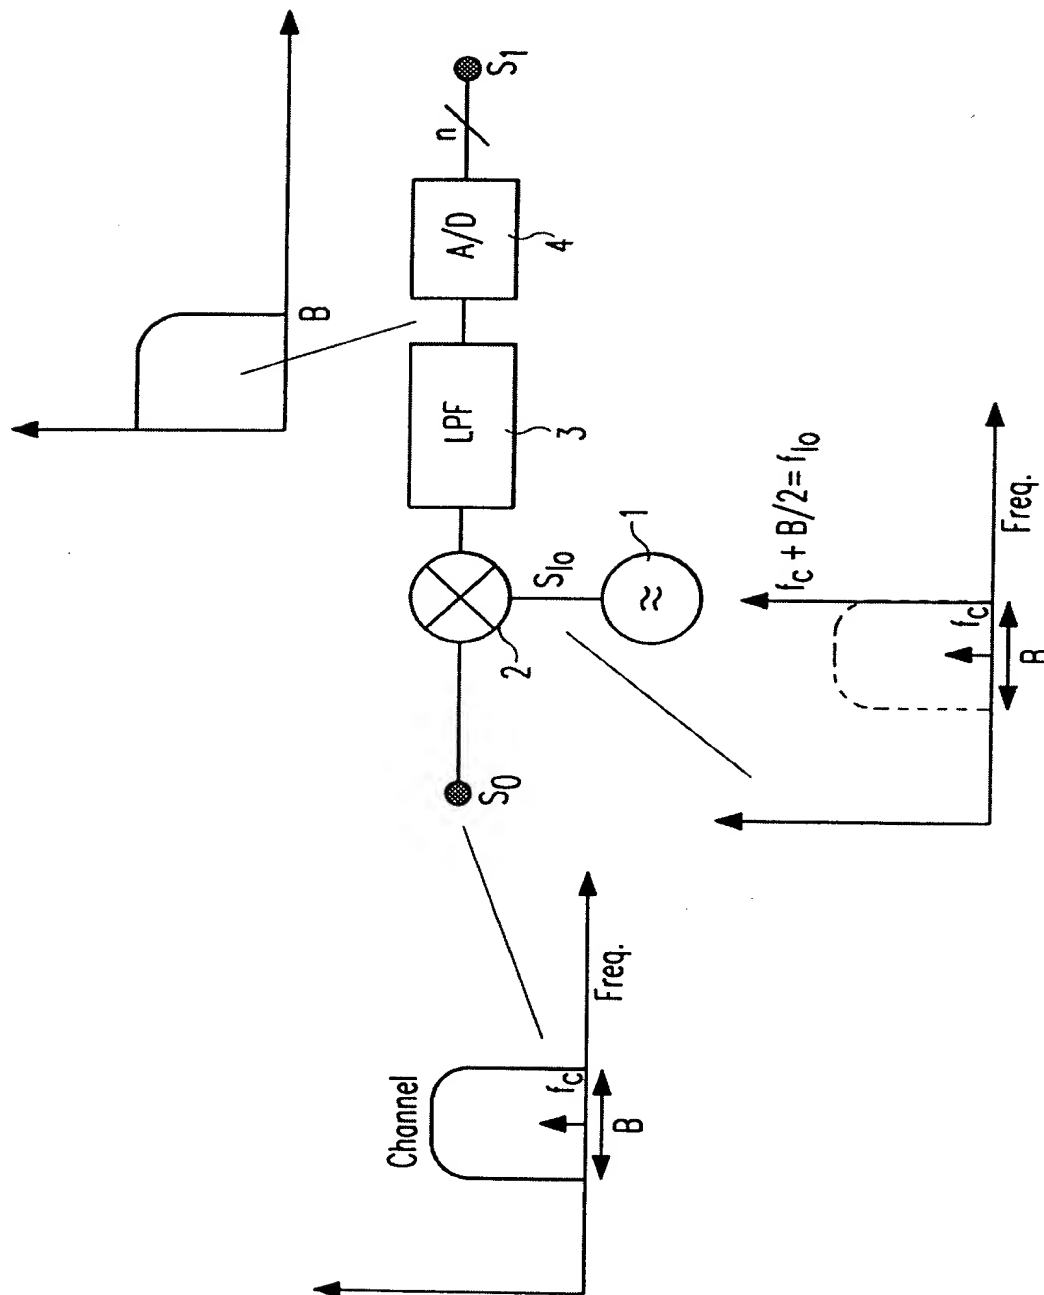 B
S0
2
Slo
1
LPF
3
A/D
4
n
S1
Channel
fc
B
Freq.
fc + B/2 = flo
fc
B
Freq.